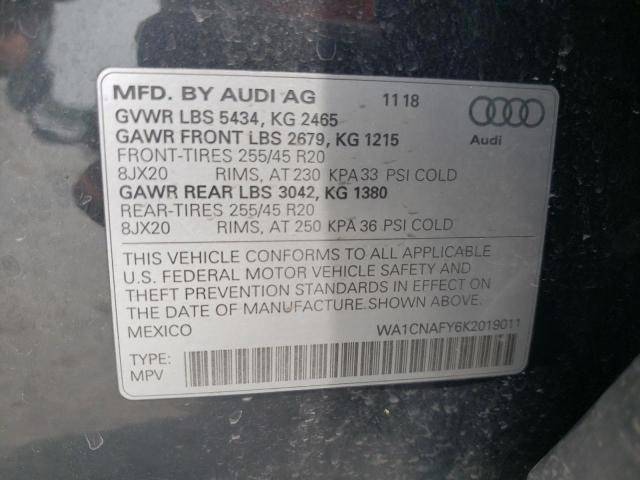 MFD. BY AUDI AG 11 18
GVWR LBS 5434, KG 2465
GAWR FRONT LBS 2679, KG 1215
FRONT-TIRES 255/45 R20
8JX20 RIMS, AT 230 KPA 33 PSI COLD
GAWR REAR LBS 3042, KG 1380
REAR-TIRES 255/45 R20
8JX20 RIMS, AT 250 KPA 36 PSI COLD
Audi
THIS VEHICLE CONFORMS TO ALL APPLICABLE
U.S. FEDERAL MOTOR VEHICLE SAFETY AND
THEFT PREVENTION STANDARDS IN EFFECT ON
THE DATE OF MANUFACTURE.SHOWN ABOVE.
MEXICO WA1CNAFY6K2019011
TYPE:
MPV